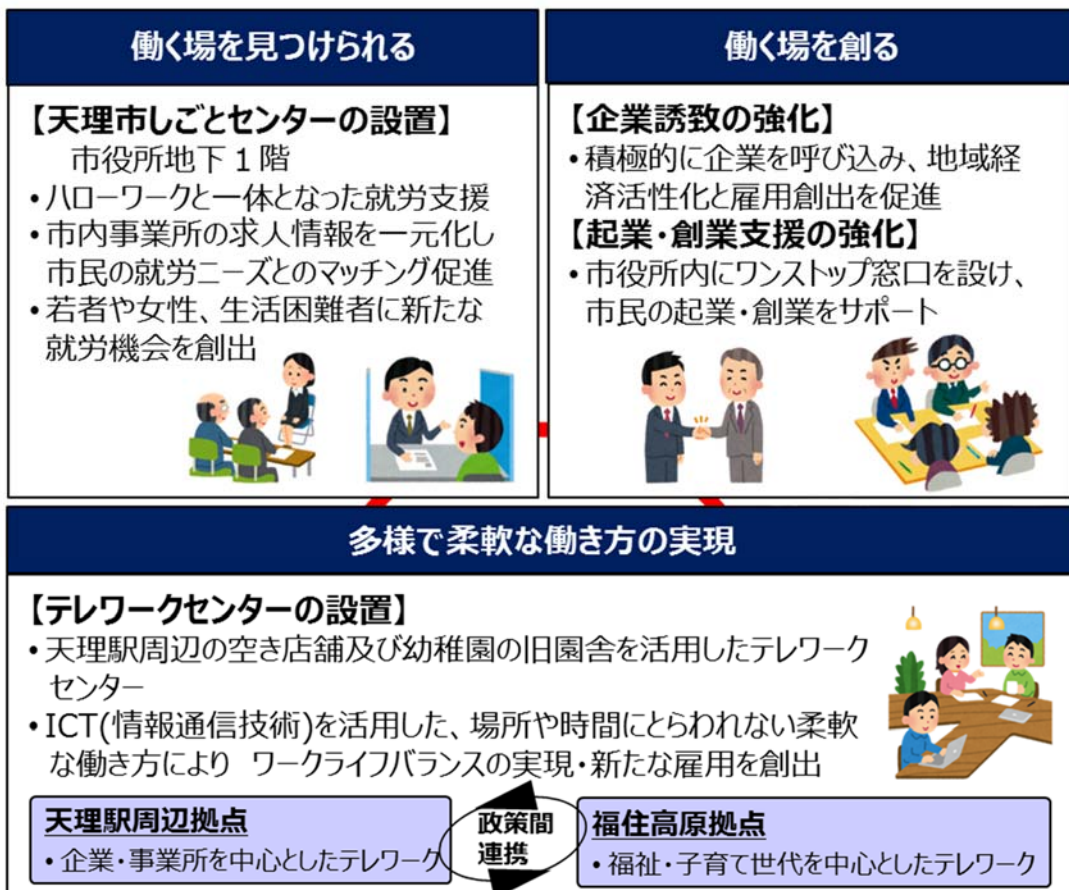 働く場を見つけられる
【天理市しごとセンターの設置】
市役所地下１階
・ハローワークと一体となった就労支援
・市内事業所の求人情報を一元化し
市民の就労ニーズとのマッチング促進
・若者や女性、生活困難者に新たな
就労機会を創出
働く場を創る
【企業誘致の強化】
・積極的に企業を呼び込み、地域経
済活性化と雇用創出を促進
【起業・創業支援の強化】
・市役所内にワンストップ窓口を設け、
市民の起業・創業をサポート
多様で柔軟な働き方の実現
【テレワークセンターの設置】
・天理駅周辺の空き店舗及び幼稚園の旧園舎を活用したテレワーク
センター
・ICT(情報通信技術)を活用した、場所や時間にとらわれない柔軟
な働き方により ワークライフバランスの実現・新たな雇用を創出
天理駅周辺拠点
・企業・事業所を中心としたテレワーク
政策間
連携
福住高原拠点
・福祉・子育て世代を中心としたテレワーク